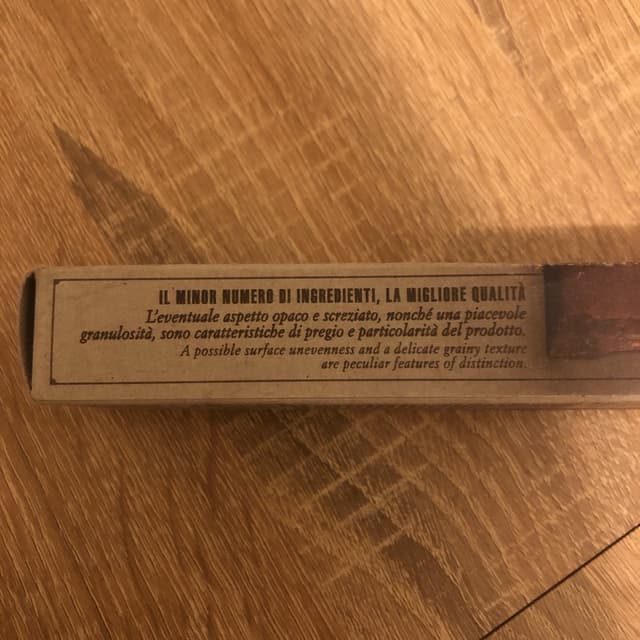 IL MINOR NUMERO DI INGREDIENTI, LA MIGLIORE QUALITÀ
L'eventuale aspetto opaco e screziato, nonché una piacevole
granulosità, sono caratteristiche di pregio e particolarità del prodotto.
A possible surface unevenness and a delicate grainy texture
are peculiar features of distinction.